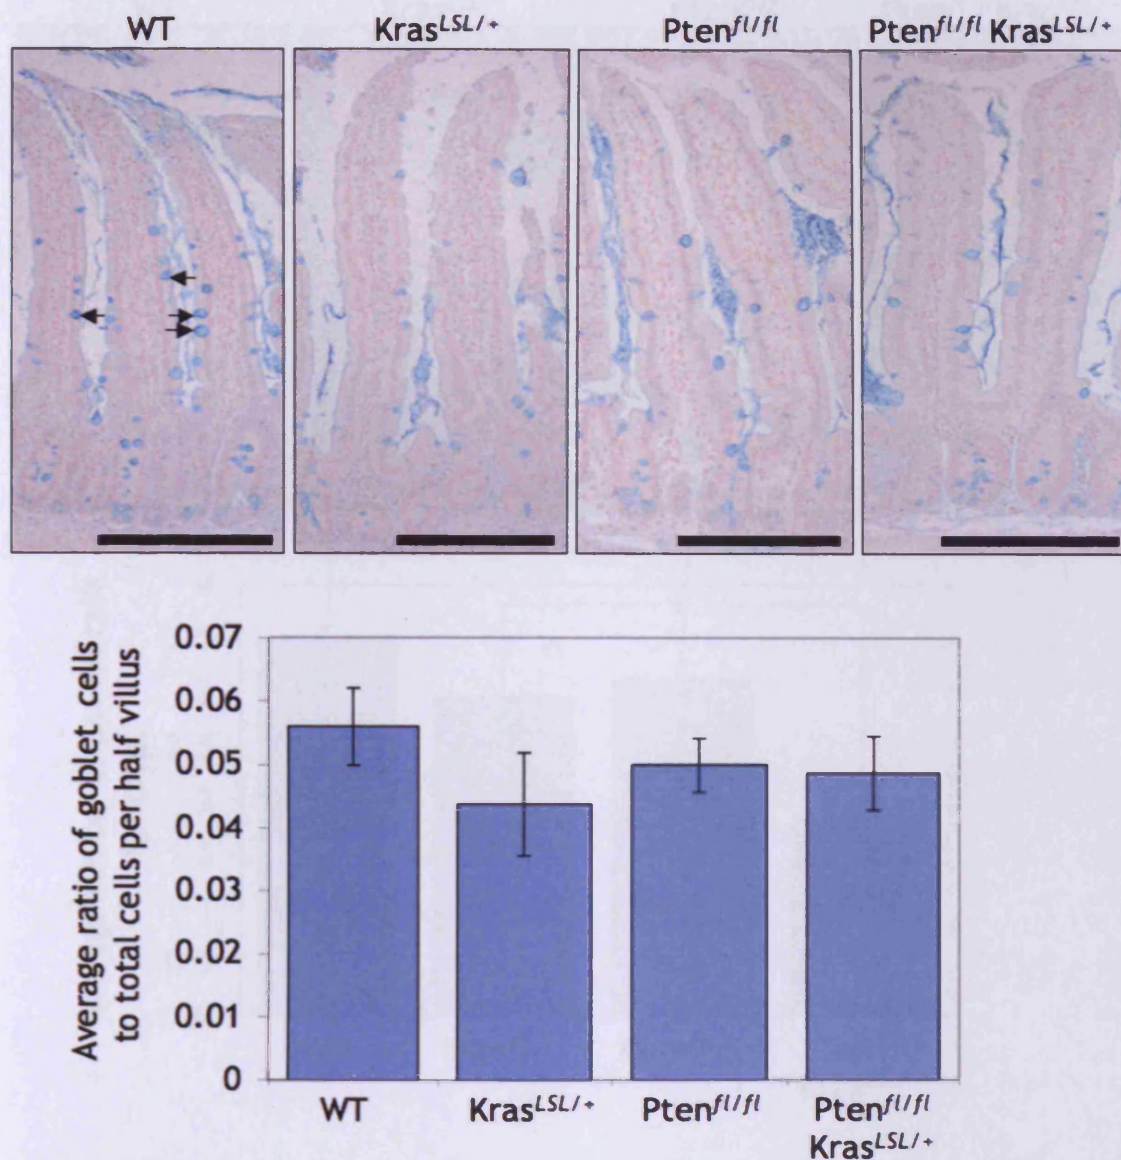 WT
Kras^LSL/+
Pten^fl/fl
Pten^fl/fl Kras^LSL/+
Average ratio of goblet cells
to total cells per half villus
0.07
0.06
0.05
0.04
0.03
0.02
0.01
0
WT
Kras^LSL/+
Pten^fl/fl
Pten^fl/fl
Kras^LSL/+